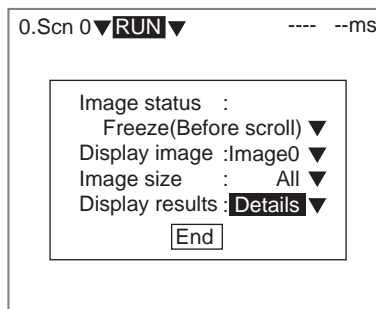 0.Scn 0▼RUN▼ ---- --ms
Image status :
Freeze(Before scroll) ▼
Display image :Image0 ▼
Image size : All ▼
Display results : Details ▼
End